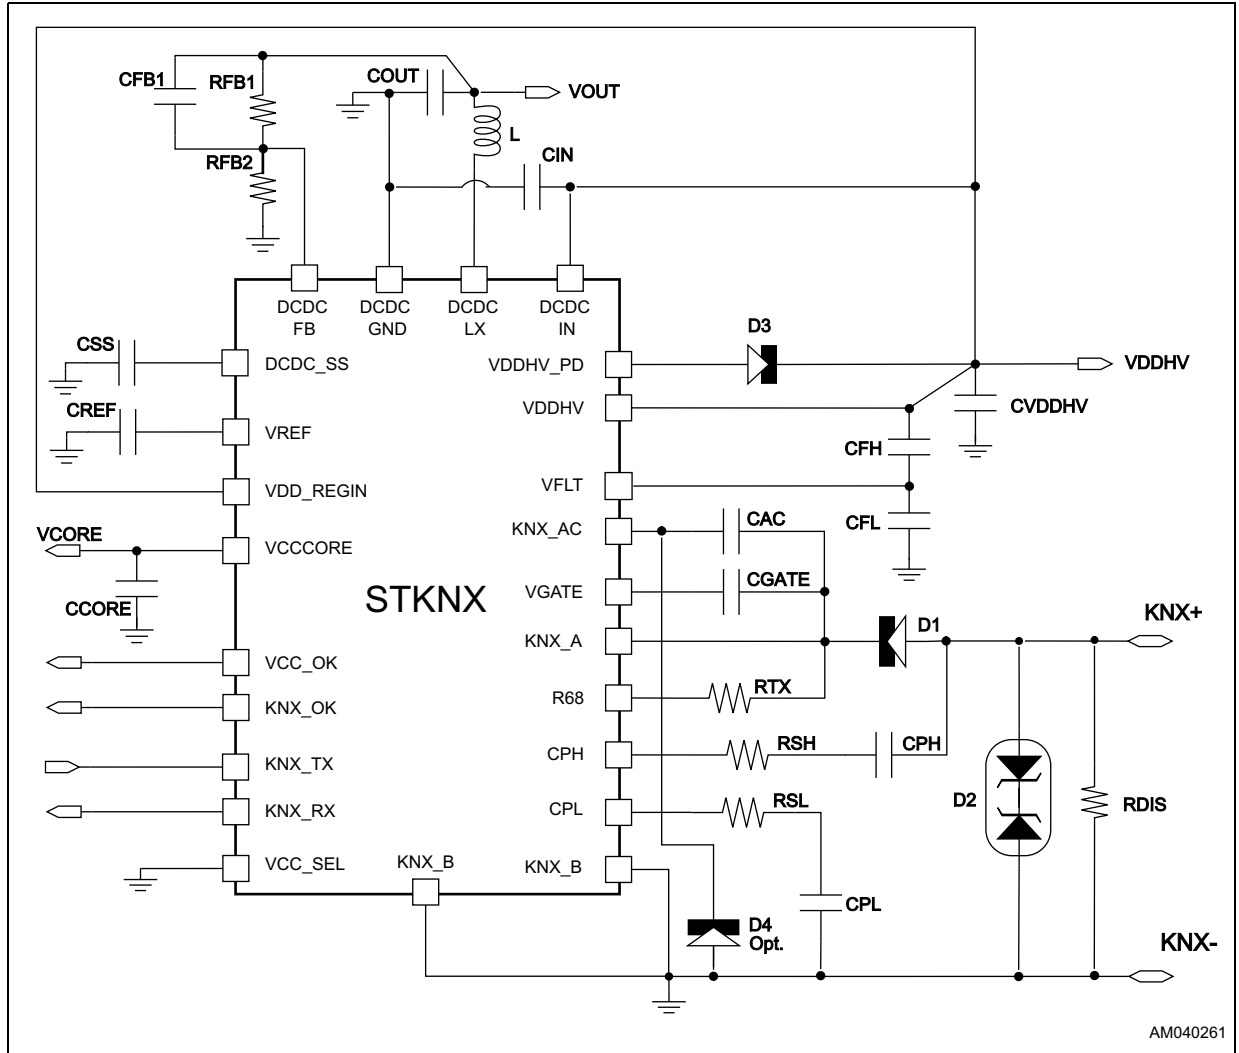 CFB1
RFB1
COUT
VOUT
L
RFB2
CIN
DCDC
FB
DCDC
GND
DCDC
LX
DCDC
IN
CSS
DCDC_SS
VDDHV_PD
D3
VDDHV
CREF
VREF
VDDHV
CVDDHV
CFH
VDD_REGIN
VFLT
CFL
VCORE
VCCCORE
KNX_AC
CAC
CCORE
STKNX
VGATE
CGATE
KNX_A
D1
KNX+
VCC_OK
R68
RTX
KNX_OK
CPH
RSH
CPH
KNX_TX
KNX_RX
CPL
RSL
D2
RDIS
VCC_SEL
KNX_B
KNX_B
CPL
D4
Opt.
KNX-
AM040261